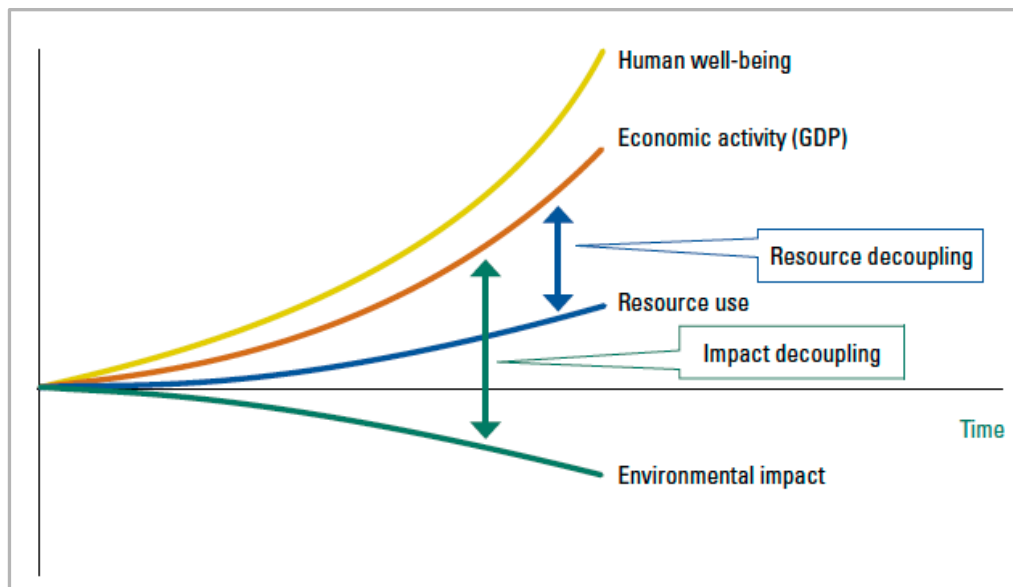 Human well-being
Economic activity (GDP)
Resource decoupling
Resource use
Impact decoupling
Time
Environmental impact